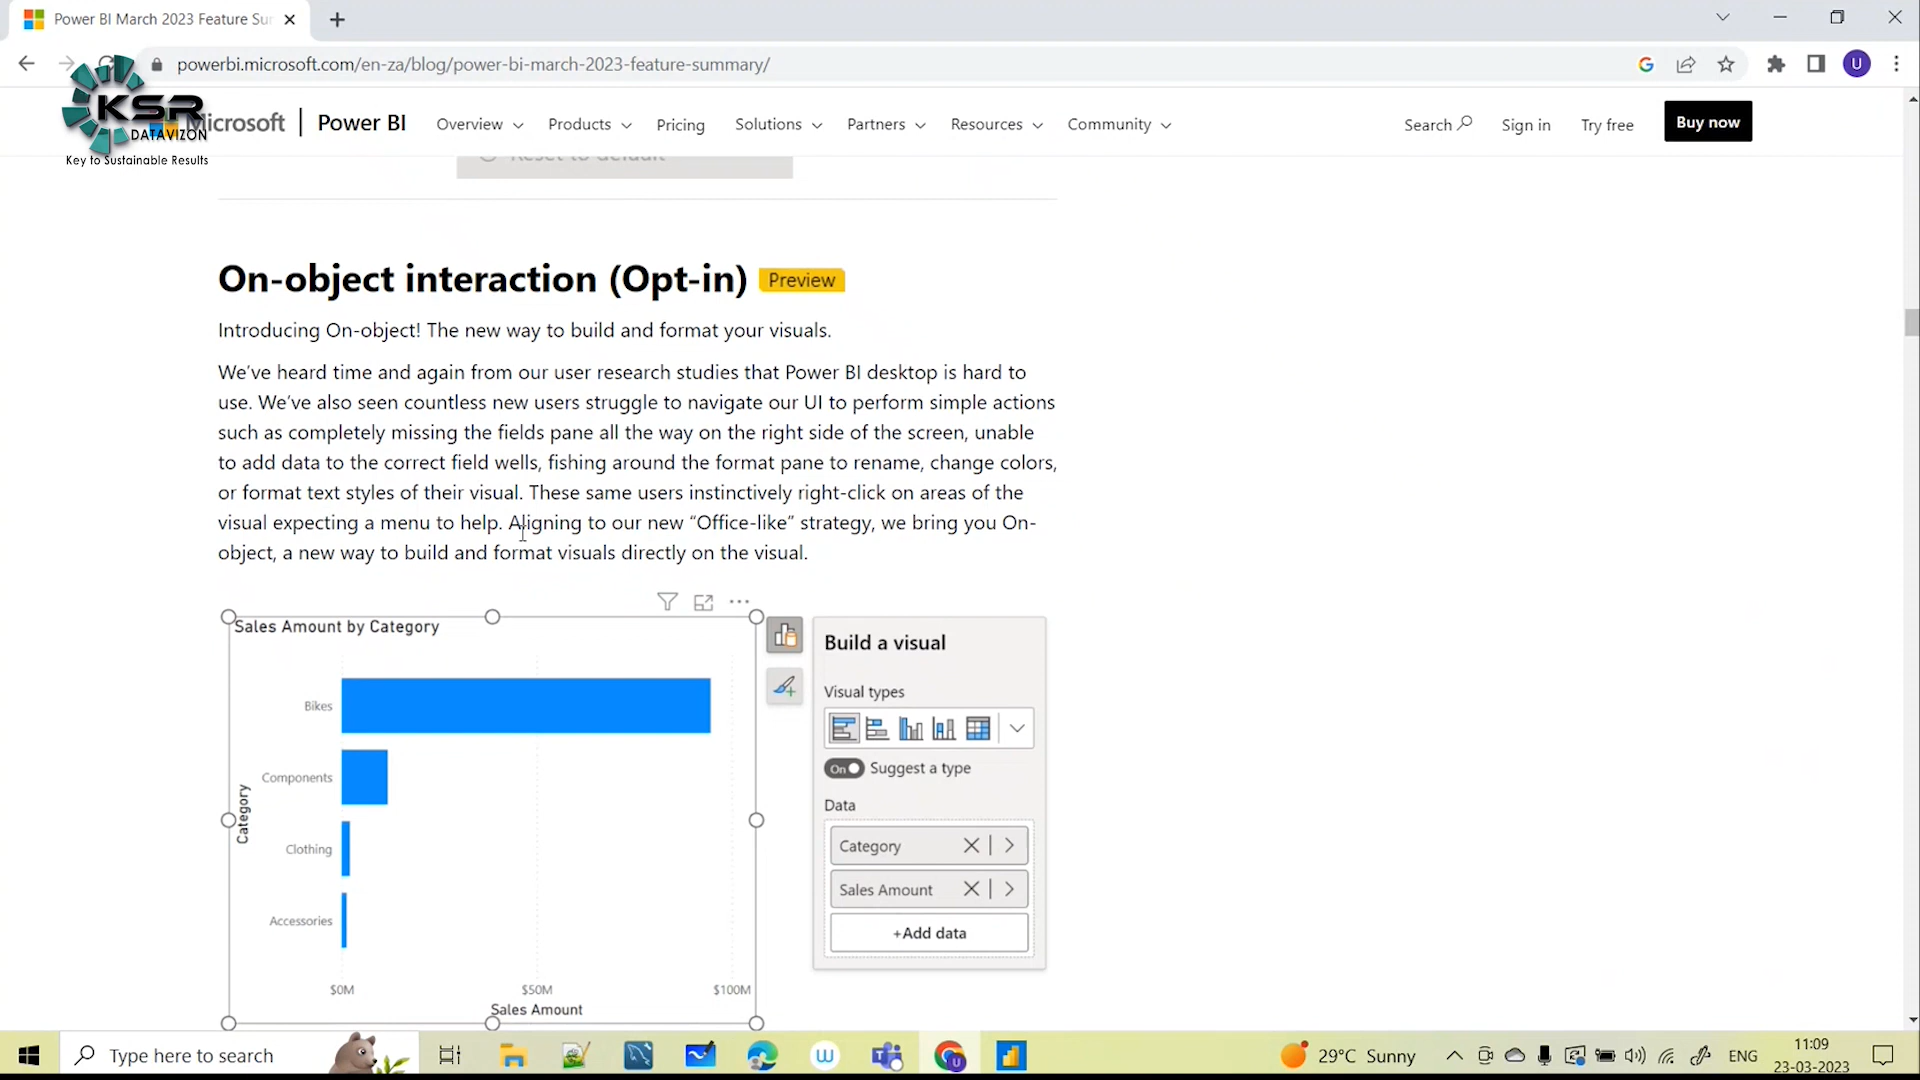 Power BI March 2023 Feature Sur
powerbi.microsoft.com/en-za/blog/power-bi-march-2023-feature-summary/
U
KSR
DATAVIZON
Key to Sustainable Results
Microsoft
Power BI
Overview
Products
Pricing
Solutions
Partners
Resources
Community
Search
Sign in
Try free
Buy now
Reset to default
On-object interaction (Opt-in) Preview
Introducing On-object! The new way to build and format your visuals.
We’ve heard time and again from our user research studies that Power BI desktop is hard to
use. We’ve also seen countless new users struggle to navigate our UI to perform simple actions
such as completely missing the fields pane all the way on the right side of the screen, unable
to add data to the correct field wells, fishing around the format pane to rename, change colors,
or format text styles of their visual. These same users instinctively right-click on areas of the
visual expecting a menu to help. Aligning to our new “Office-like” strategy, we bring you On-
object, a new way to build and format visuals directly on the visual.
Sales Amount by Category
Category
Bikes
Components
Clothing
Accessories
$0M
$50M
$100M
Sales Amount
Build a visual
Visual types
On
Suggest a type
Data
Category
Sales Amount
+Add data
Type here to search
W
U
29°C Sunny
ENG
11:09
23-03-2023